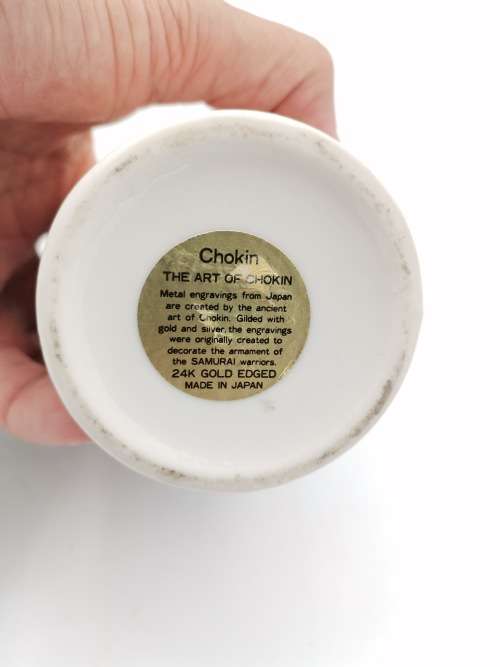 Chokin
THE ART OF CHOKIN
Metal engravings from Japan
are created by the ancient
art of Chokin. Gilded with
gold and silver, the engravings
were originally created to
decorate the armament of
the SAMURAI warriors.
24K GOLD EDGED
MADE IN JAPAN